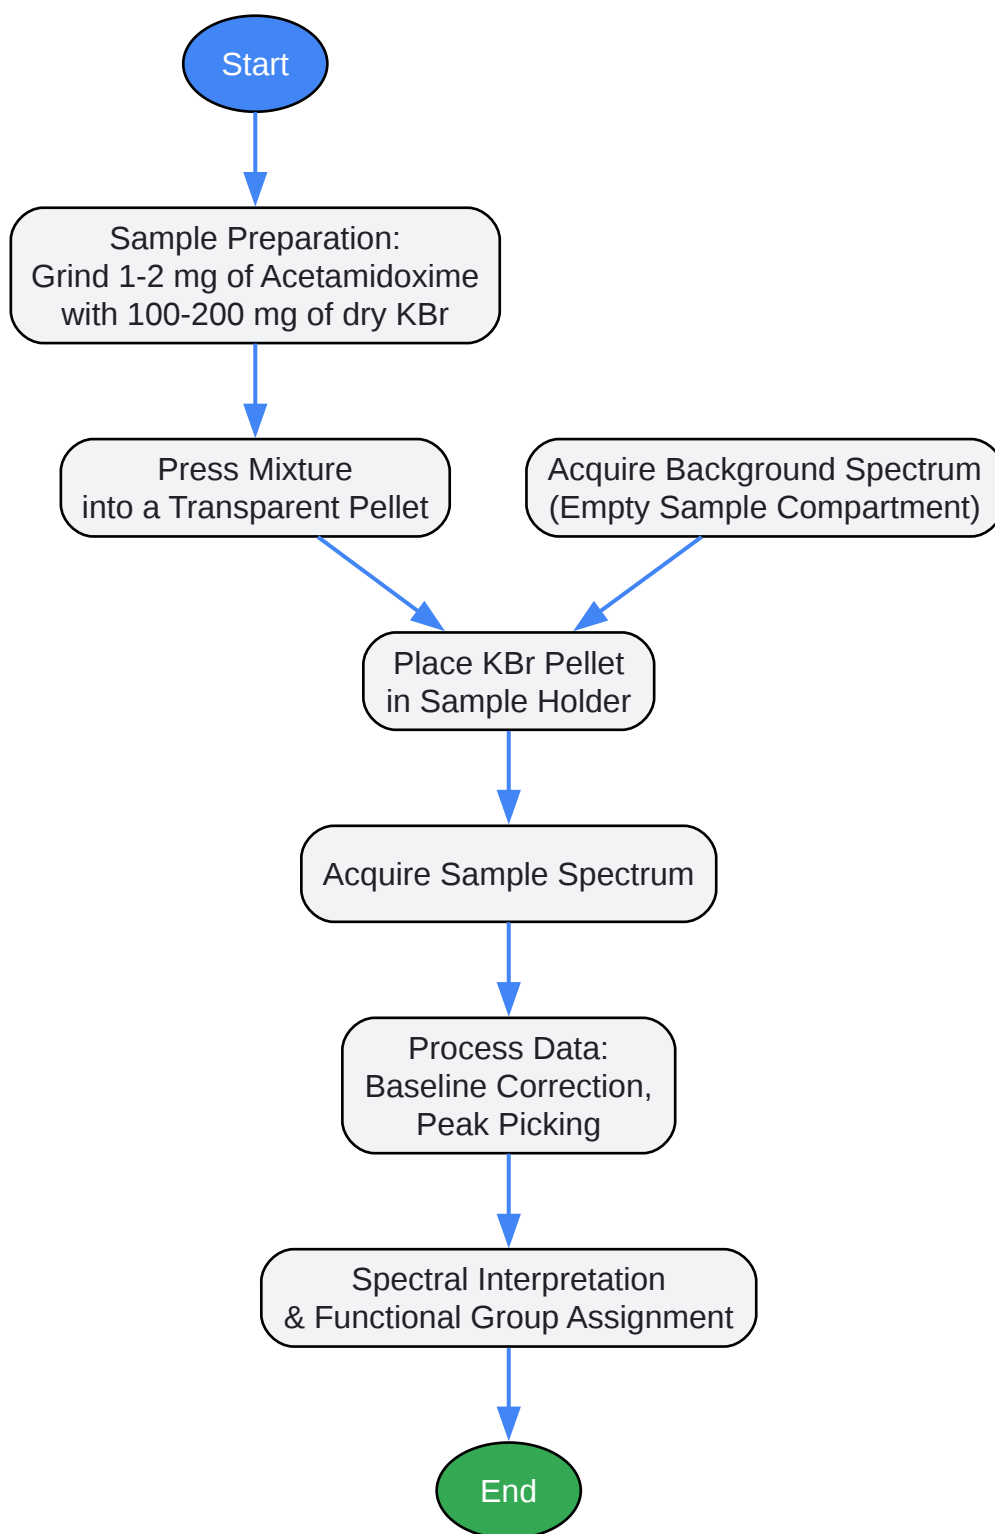 Start
Sample Preparation:
Grind 1-2 mg of Acetamidoxime
with 100-200 mg of dry KBr
Press Mixture
into a Transparent Pellet
Acquire Background Spectrum
(Empty Sample Compartment)
Place KBr Pellet
in Sample Holder
Acquire Sample Spectrum
Process Data:
Baseline Correction,
Peak Picking
Spectral Interpretation
& Functional Group Assignment
End